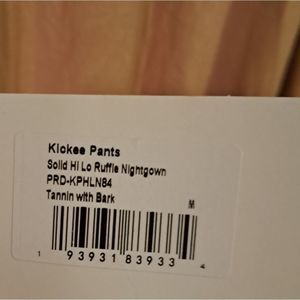 Kickee Pants
Solid Hi Lo Ruffle Nightgown
PRD-KPHLN84
Tannin with Bark
M
1 93931 83933 4